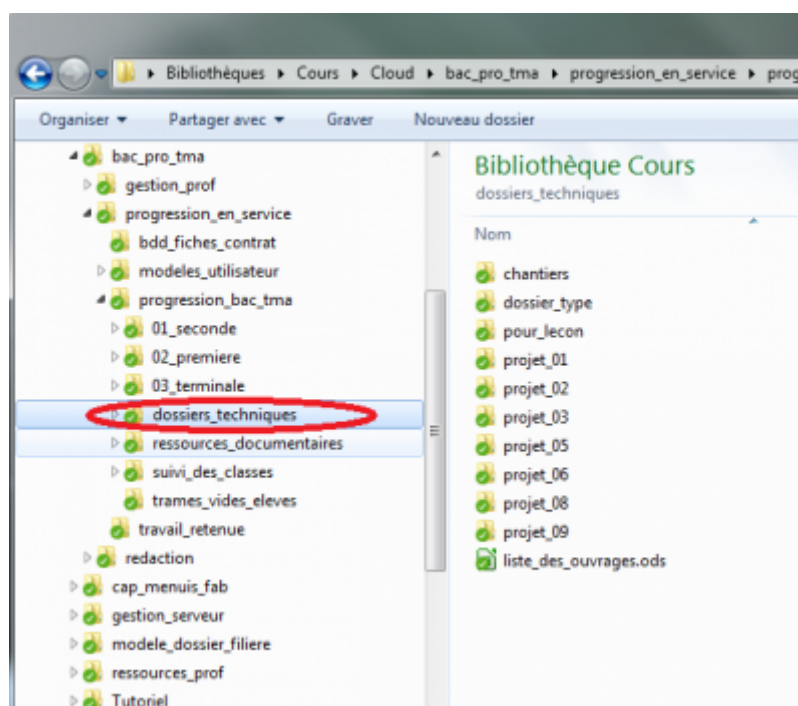 Bibliothèques ▸ Cours ▸ Cloud ▸ bac_pro_tma ▸ progression_en_service ▸ prog
Organiser Partager avec Graver Nouveau dossier
bac_pro_tma
gestion_prof
progression_en_service
bdd_fiches_contrat
modeles_utilisateur
progression_bac_tma
01_seconde
02_premiere
03_terminale
dossiers_techniques
ressources_documentaires
suivi_des_classes
trames_vides_eleves
travail_retenue
redaction
cap_menuis_fab
gestion_serveur
modele_dossier_filiere
ressources_prof
Tutoriel
Bibliothèque Cours
dossiers_techniques
Nom
chantiers
dossier_type
pour_lecon
projet_01
projet_02
projet_03
projet_05
projet_06
projet_08
projet_09
liste_des_ouvrages.ods